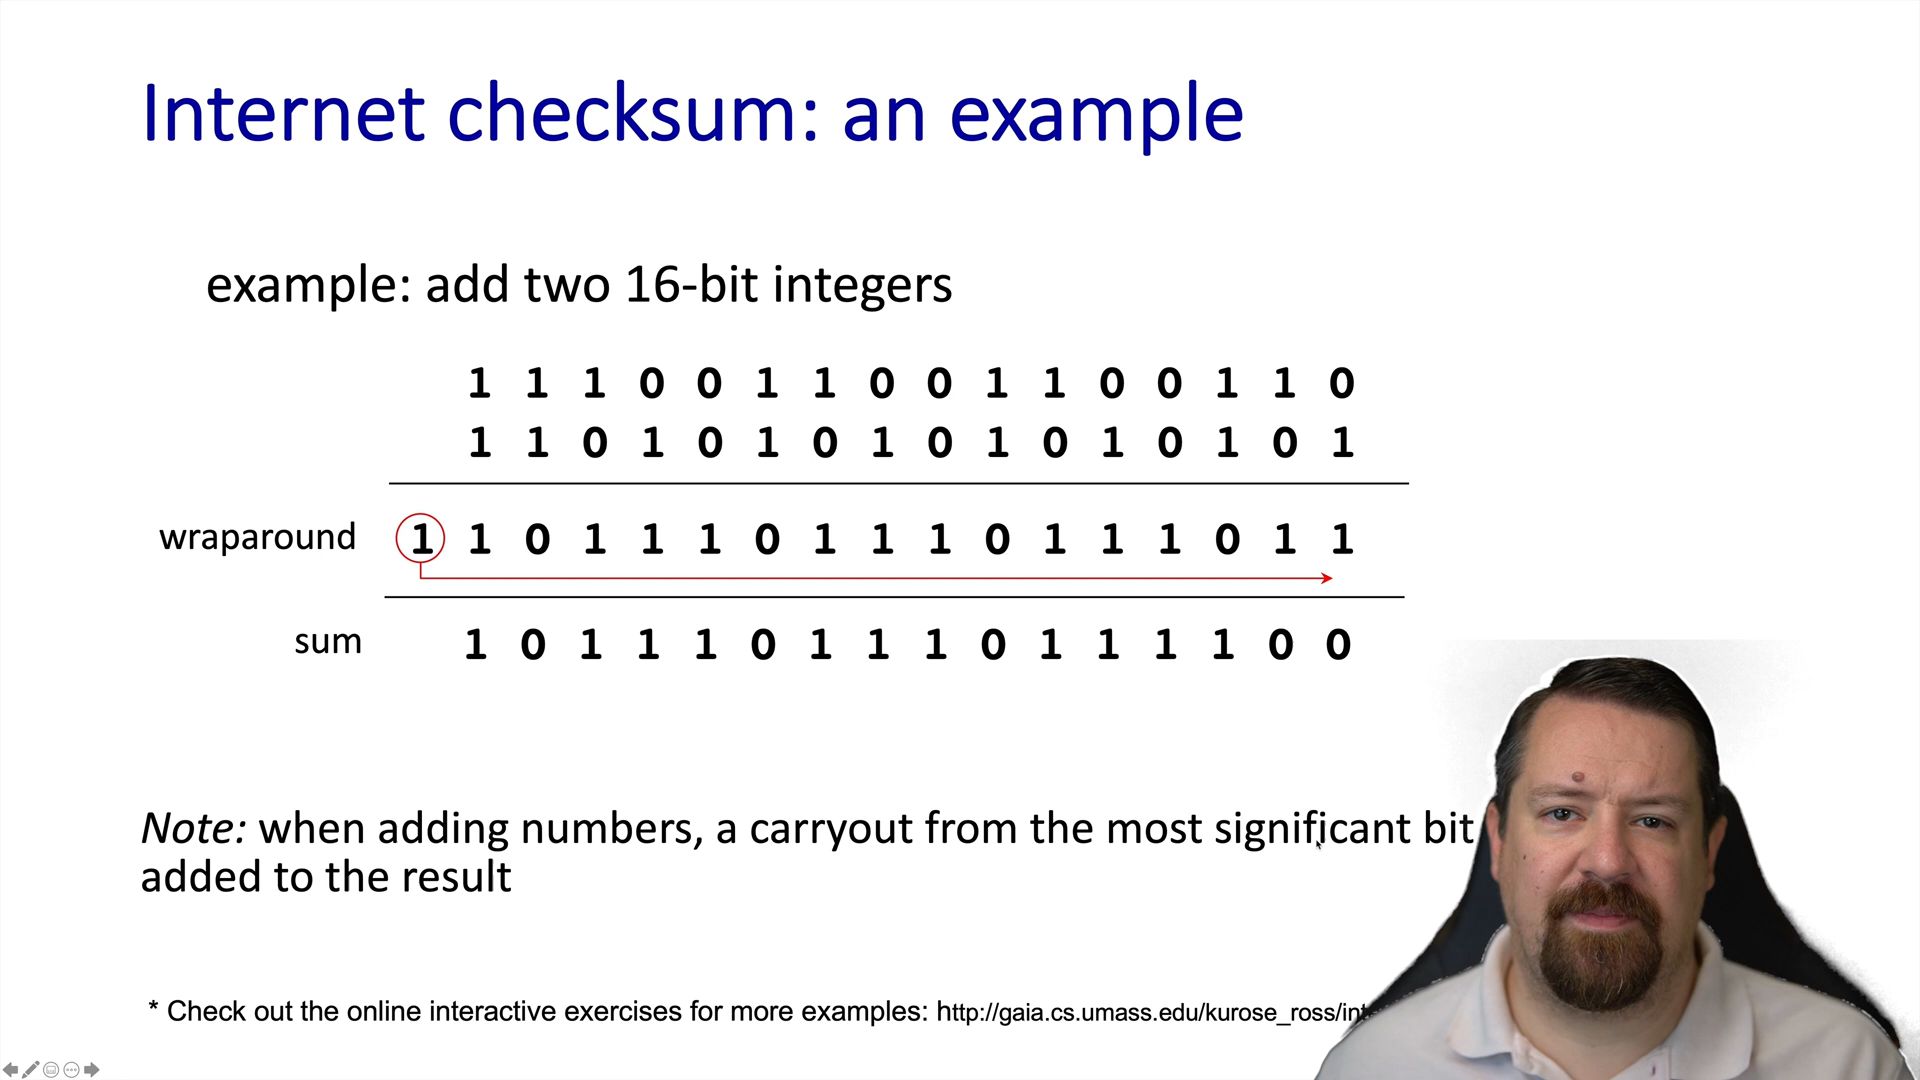 Internet checksum: an example
example: add two 16-bit integers
1 1 1 0 0 1 1 0 0 1 1 0 0 1 1 0
1 1 0 1 0 1 0 1 0 1 0 1 0 1 0 1
wraparound 1 1 0 1 1 1 0 1 1 1 0 1 1 1 0 1 1
sum 1 0 1 1 1 0 1 1 1 0 1 1 1 1 0 0
Note: when adding numbers, a carryout from the most significant bit
added to the result
* Check out the online interactive exercises for more examples: http://gaia.cs.umass.edu/kurose_ross/int